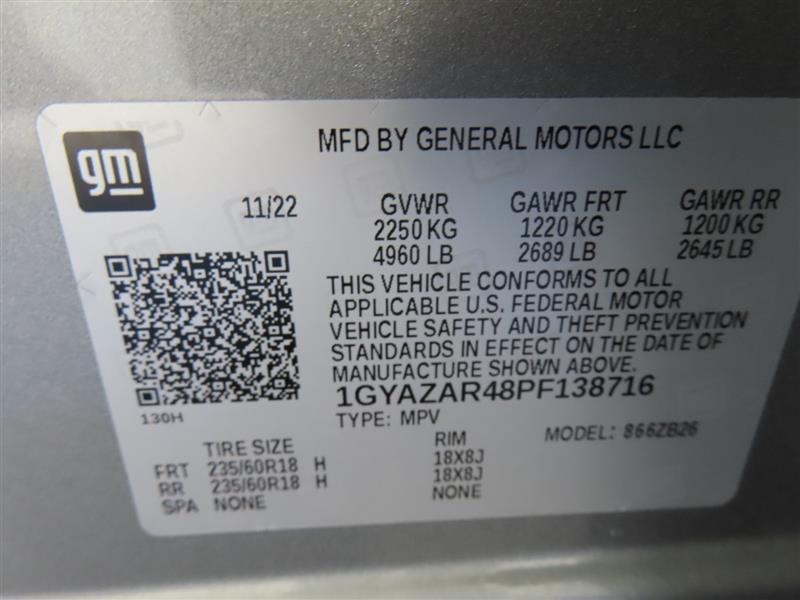 gm
MFD BY GENERAL MOTORS LLC
11/22 GVWR GAWR FRT GAWR RR
2250 KG 1220 KG 1200 KG
4960 LB 2689 LB 2645 LB
THIS VEHICLE CONFORMS TO ALL
APPLICABLE U.S. FEDERAL MOTOR
VEHICLE SAFETY AND THEFT PREVENTION
STANDARDS IN EFFECT ON THE DATE OF
MANUFACTURE SHOWN ABOVE.
1GYAZAR48PF138716
130H
TYPE: MPV MODEL: 866ZB26
TIRE SIZE RIM
FRT 235/60R18 H 18X8J
RR 235/60R18 H 18X8J
SPA NONE NONE